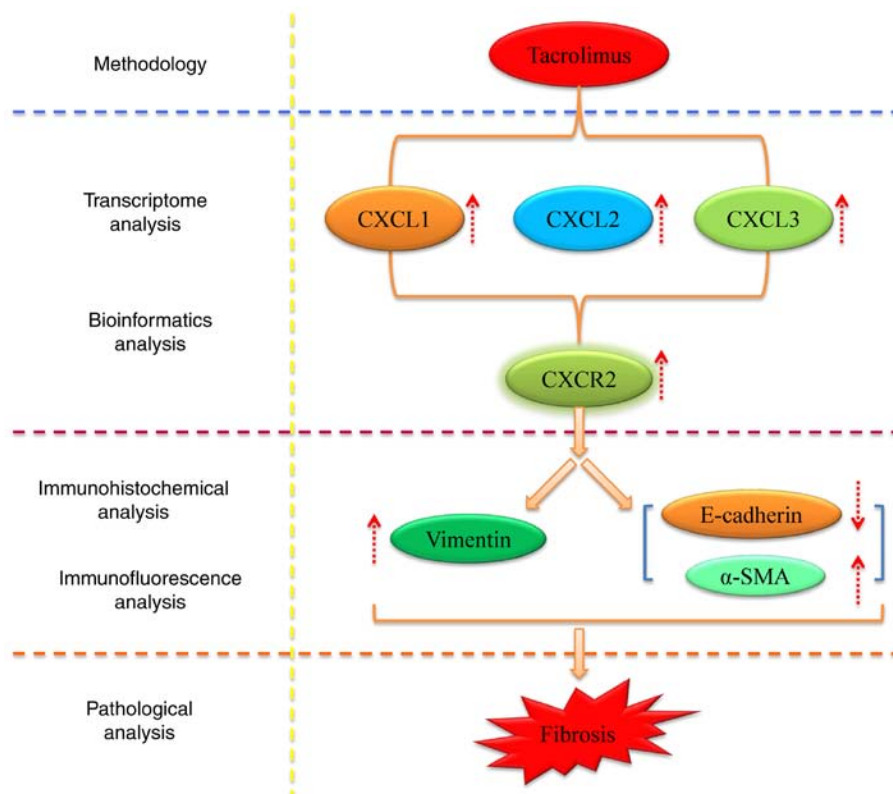 Methodology
Tacrolimus
Transcriptome
analysis
CXCL1
CXCL2
CXCL3
Bioinformatics
analysis
CXCR2
Immunohistochemical
analysis
E-cadherin
Vimentin
Immunofluorescence
analysis
α-SMA
Pathological
analysis
Fibrosis